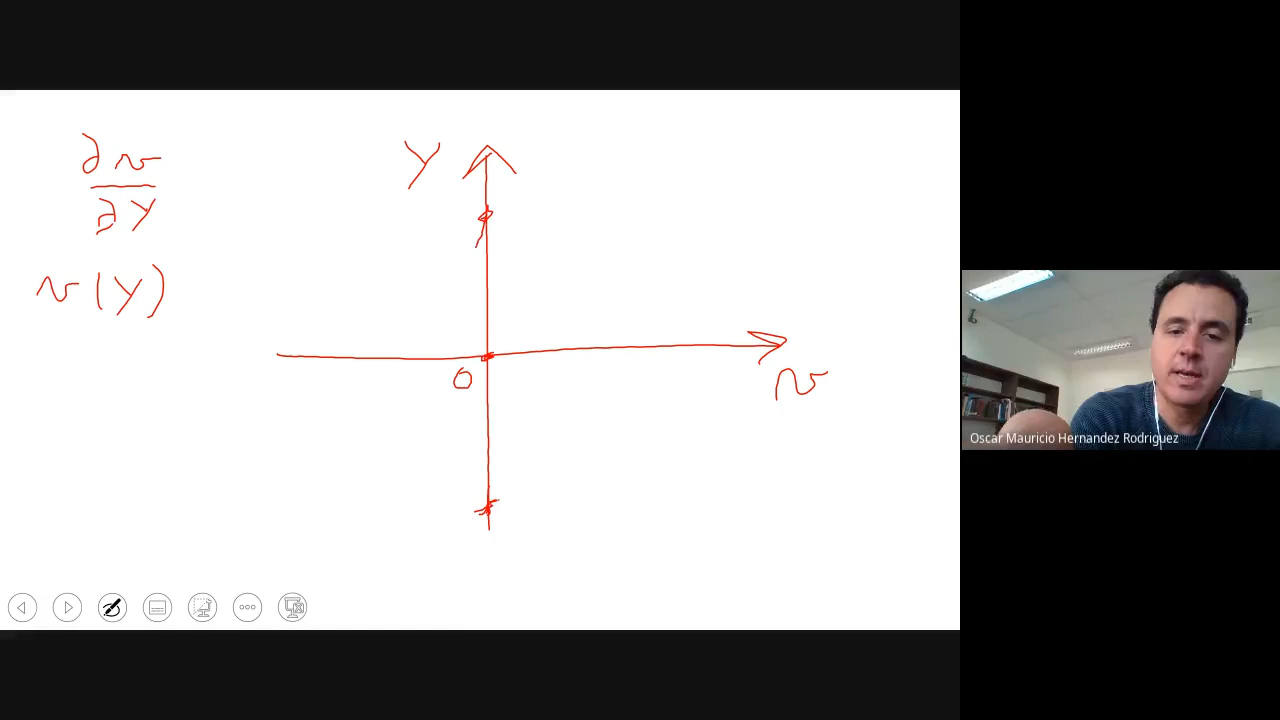 ∂v
∂y
v(y)
y
0
v
Oscar Mauricio Hernandez Rodriguez